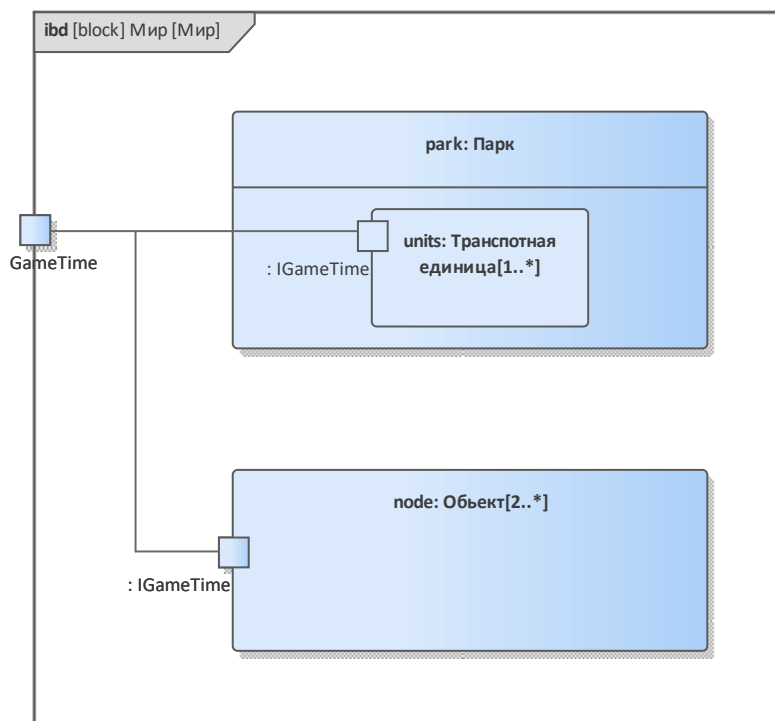 ibd [block] Мир [Мир]
park: Парк
units: Транспотная
единица[1..*]
GameTime
: IGameTime
node: Обьект[2..*]
: IGameTime